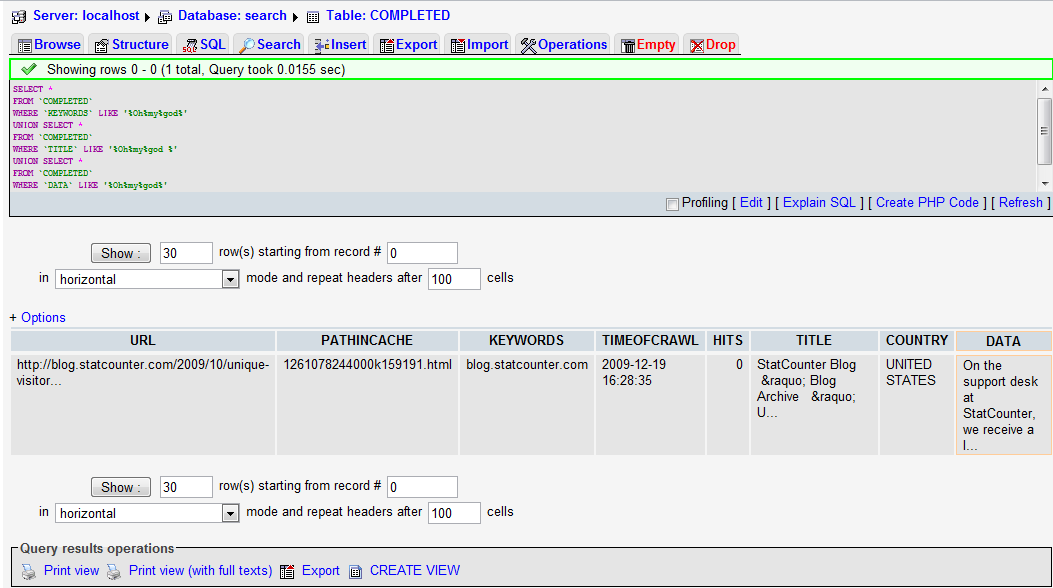 Server: localhost Database: search Table: COMPLETED
Browse Structure SQL Search Insert Export Import Operations Empty Drop
Showing rows 0 - 0 (1 total, Query took 0.0155 sec)
SELECT *
FROM `COMPLETED`
WHERE `KEYWORDS` LIKE '%Oh%my%god%'
UNION SELECT *
FROM `COMPLETED`
WHERE `TITLE` LIKE '%Oh%my%god %'
UNION SELECT *
FROM `COMPLETED`
WHERE `DATA` LIKE '%Oh%my%god%'
Profiling [ Edit ] [ Explain SQL ] [ Create PHP Code ] [ Refresh ]
Show : 30 row(s) starting from record # 0
in horizontal mode and repeat headers after 100 cells
+ Options
URL PATHINCACHE KEYWORDS TIMEOFCRAWL HITS TITLE COUNTRY DATA
http://blog.statcounter.com/2009/10/unique-
visitor...
1261078244000k159191.html
blog.statcounter.com
2009-12-19
16:28:35
0
StatCounter Blog
&raquo; Blog
Archive &raquo;
U...
UNITED
STATES
On the
support desk
at
StatCounter,
we receive a
l...
Show : 30 row(s) starting from record # 0
in horizontal mode and repeat headers after 100 cells
Query results operations
Print view Print view (with full texts) Export CREATE VIEW